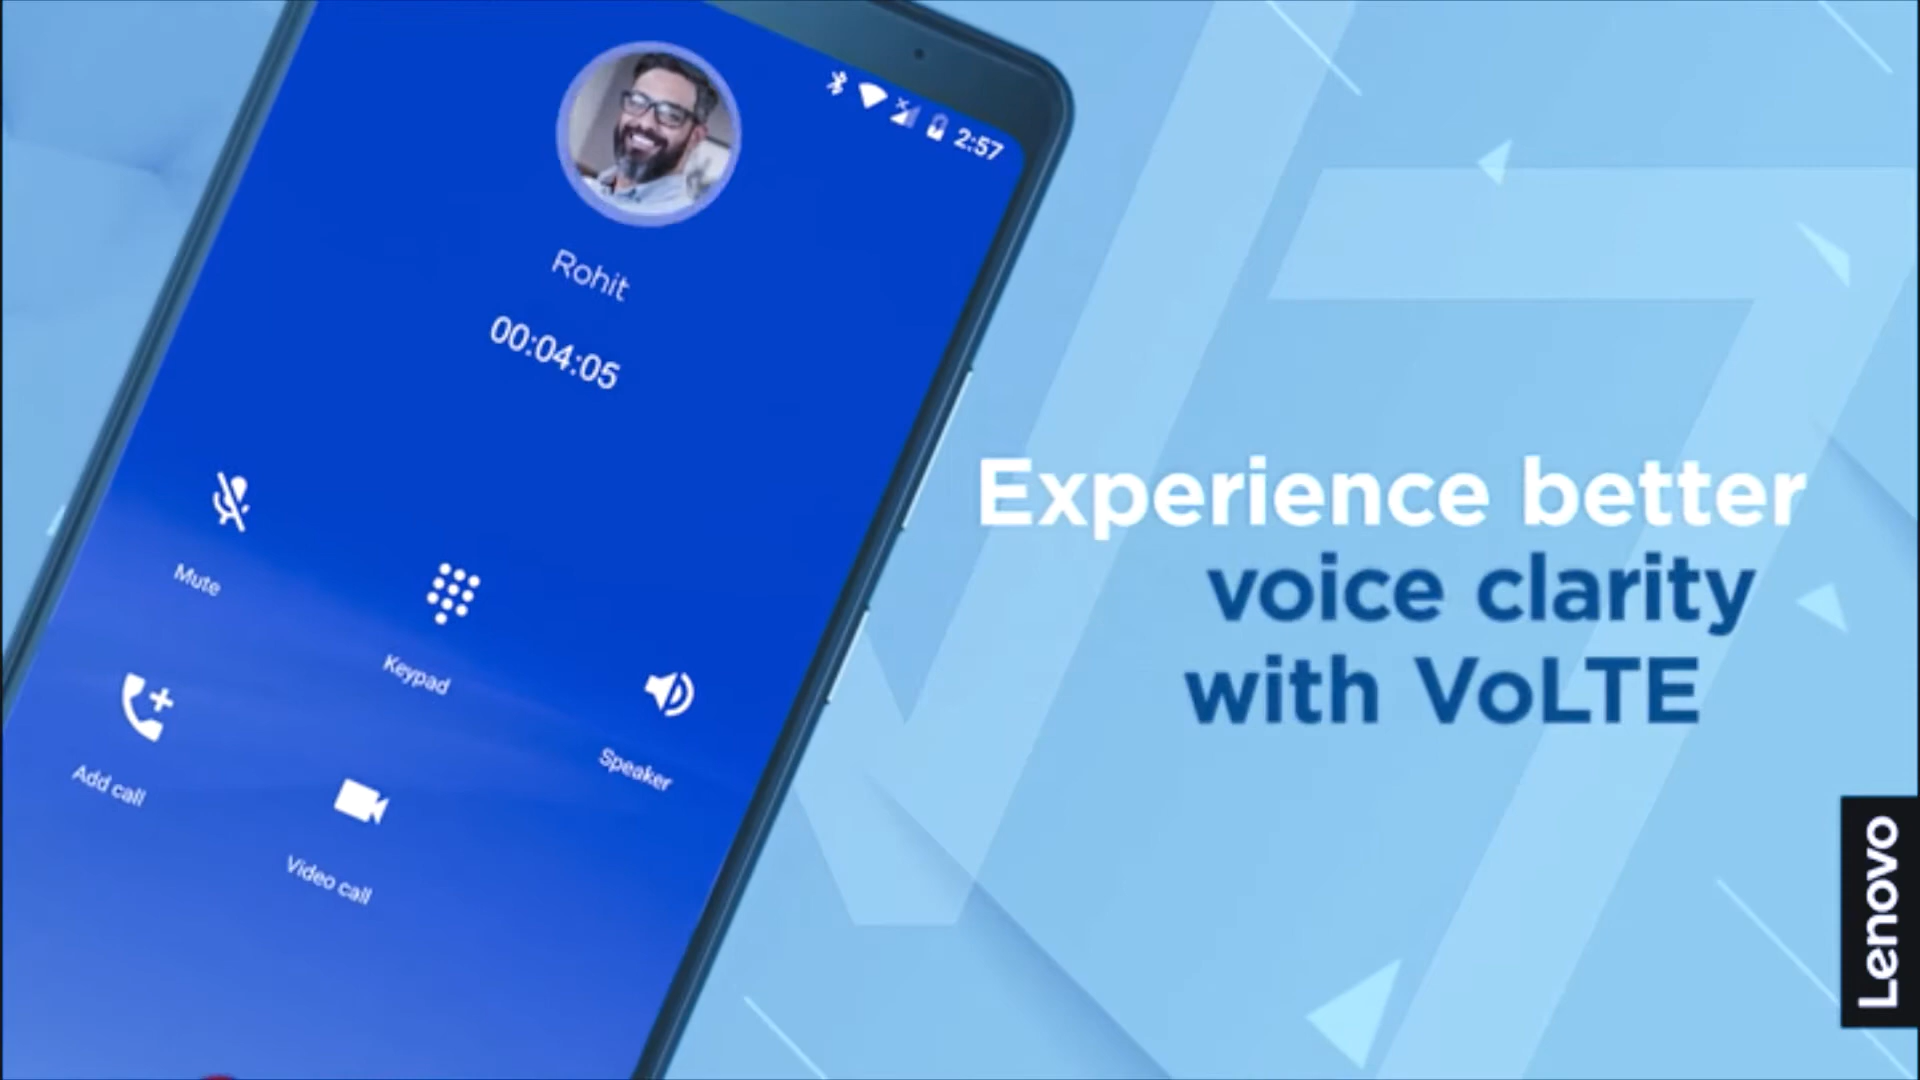 2:57
Rohit
00:04:05
Mute
Keypad
Speaker
Add call
Video call
Experience better
voice clarity
with VoLTE
Lenovo